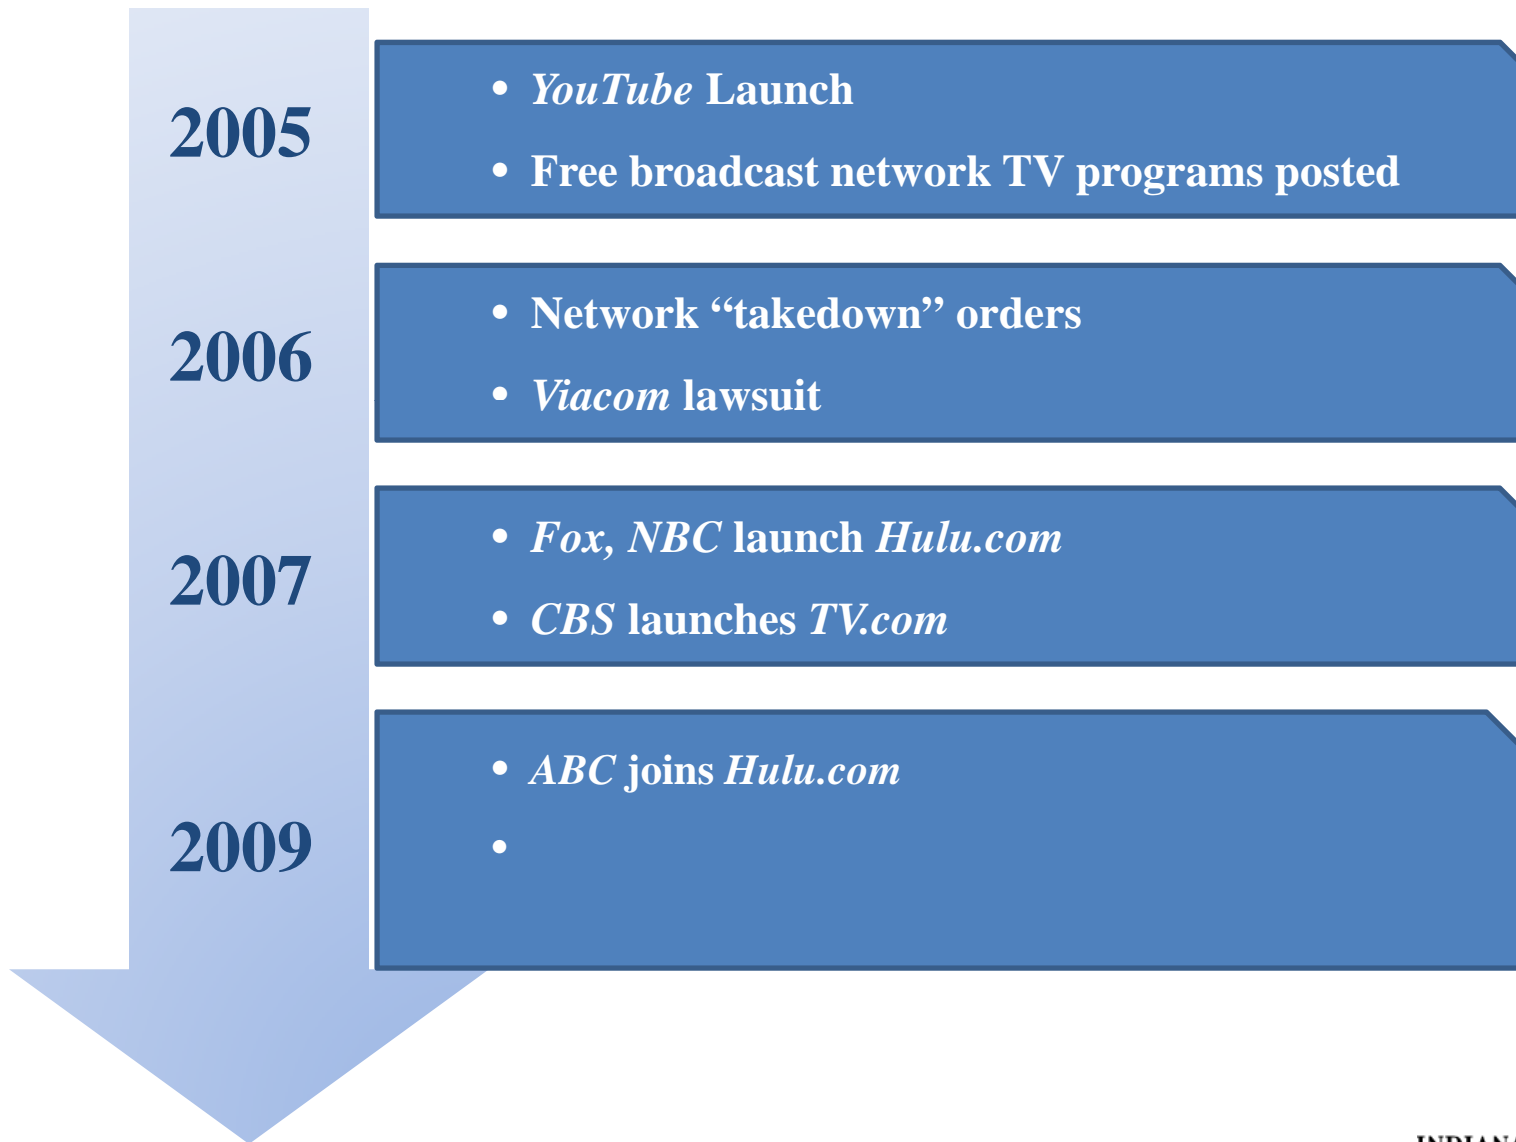 2005
• YouTube Launch
• Free broadcast network TV programs posted
2006
• Network “takedown” orders
• Viacom lawsuit
2007
• Fox, NBC launch Hulu.com
• CBS launches TV.com
2009
• ABC joins Hulu.com
•